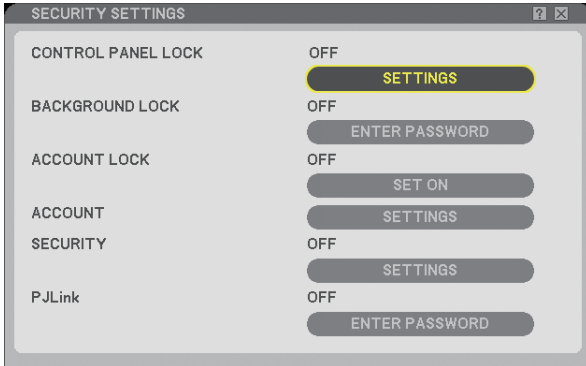 SECURITY SETTINGS ? X
CONTROL PANEL LOCK OFF
SETTINGS
BACKGROUND LOCK OFF
ENTER PASSWORD
ACCOUNT LOCK OFF
SET ON
ACCOUNT SETTINGS
SECURITY OFF
SETTINGS
PJLink OFF
ENTER PASSWORD